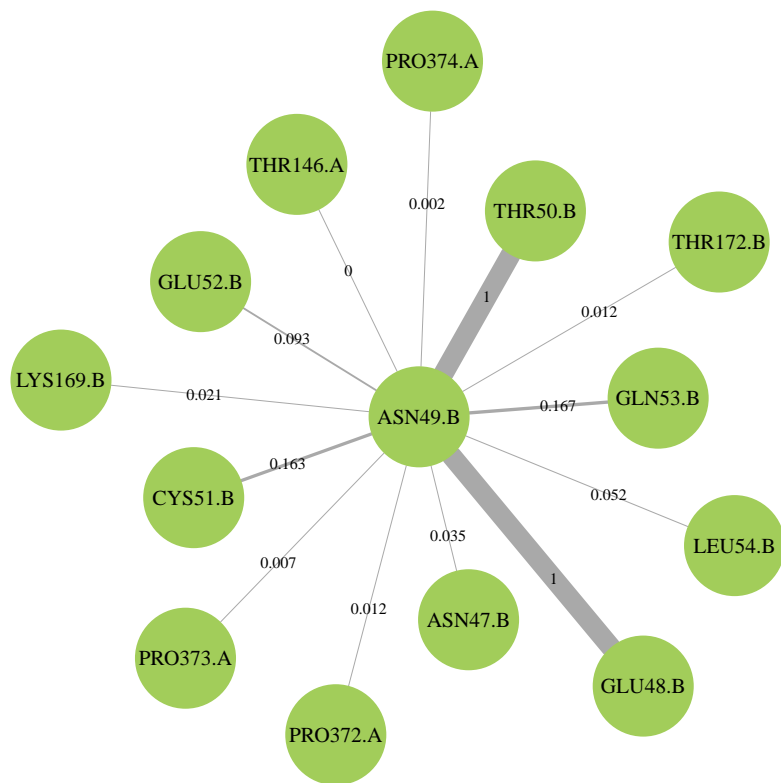 PRO374.A
THR146.A
0.002
THR50.B
THR172.B
GLU52.B
0
1
0.012
0.093
LYS169.B
0.021
ASN49.B
0.167
GLN53.B
0.163
CYS51.B
0.052
0.035
LEU54.B
0.007
1
0.012
ASN47.B
PRO373.A
GLU48.B
PRO372.A